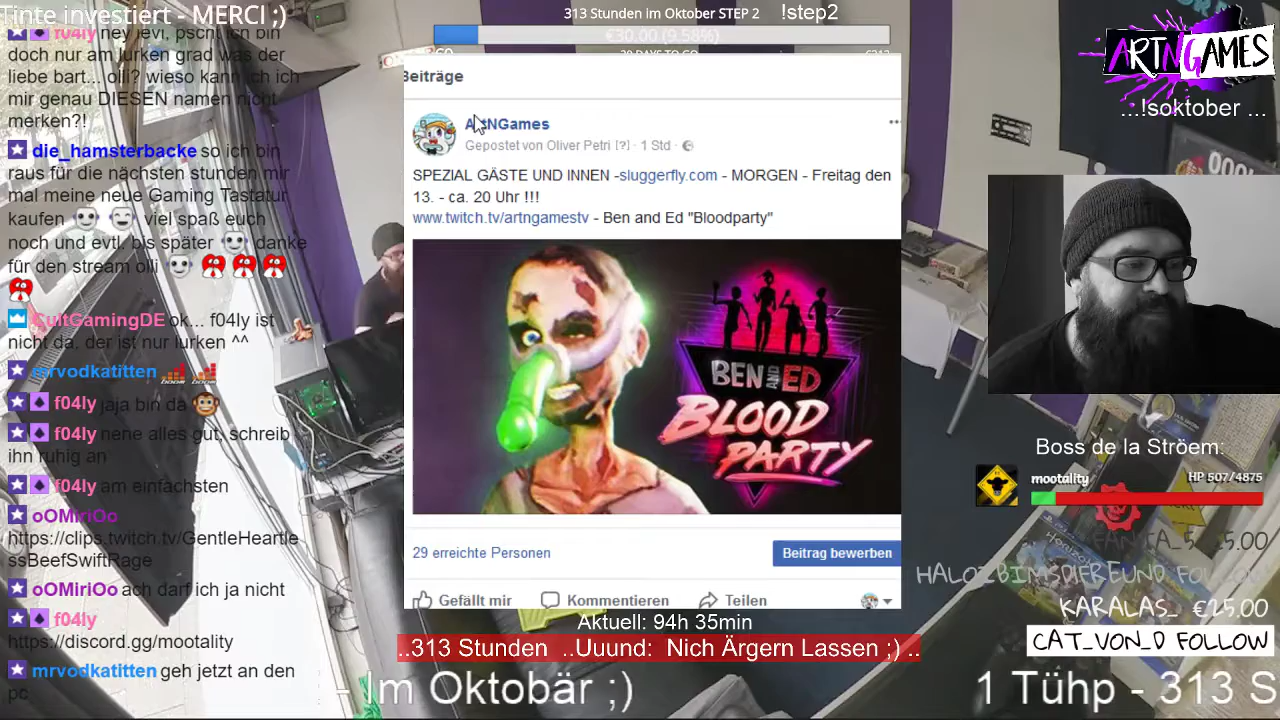 Tinte investiert - MERCI ;)
f04ly hey levi, pscht ich bin
doch nur am lurken grad was der
liebe bart... olli? wieso kann ich ich
mir genau DIESEN namen nicht
merken?!
die_hamsterbacke so ich bin
raus für die nächsten stunden mir
mal meine neue Gaming Tastatur
kaufen viel spaß euch
noch und evtl. bis später danke
für den stream olli
CultGamingDE ok... f04ly ist
nicht da. der ist nur lurken ^^
mrvodkatitten
f04ly jaja bin da
f04ly nene alles gut, schreib
ihn ruhig an
f04ly am einfachsten
oOMiriOo
https://clips.twitch.tv/GentleHeartle
ssBeefSwiftRage
oOMiriOo ach darf ich ja nicht
f04ly
https://discord.gg/mootality
mrvodkatitten geh jetzt an den
pc
313 Stunden im Oktober STEP 2 !step2
€30.00 (9.58%)
Beiträge
ArtNGames
Gepostet von Oliver Petri [?] · 1 Std ·
SPEZIAL GÄSTE UND INNEN -sluggerfly.com - MORGEN - Freitag den
13. - ca. 20 Uhr !!!
www.twitch.tv/artngamestv - Ben and Ed "Bloodparty"
BEN AND ED
BLOOD
PARTY
29 erreichte Personen
Beitrag bewerben
Gefällt mir Kommentieren Teilen
Aktuell: 94h 35min
..313 Stunden ..Uuund: Nich Ärgern Lassen ;) ..
- Im Oktobär ;) 1 Tühp - 313 S
ARTNGAMES
...!soktober ...
Boss de la Ströem:
mootality HP 507/4875
HALOIBIMSDIEREUND FOLLOW
KARALAS_ €25.00
CAT_VON_D FOLLOW